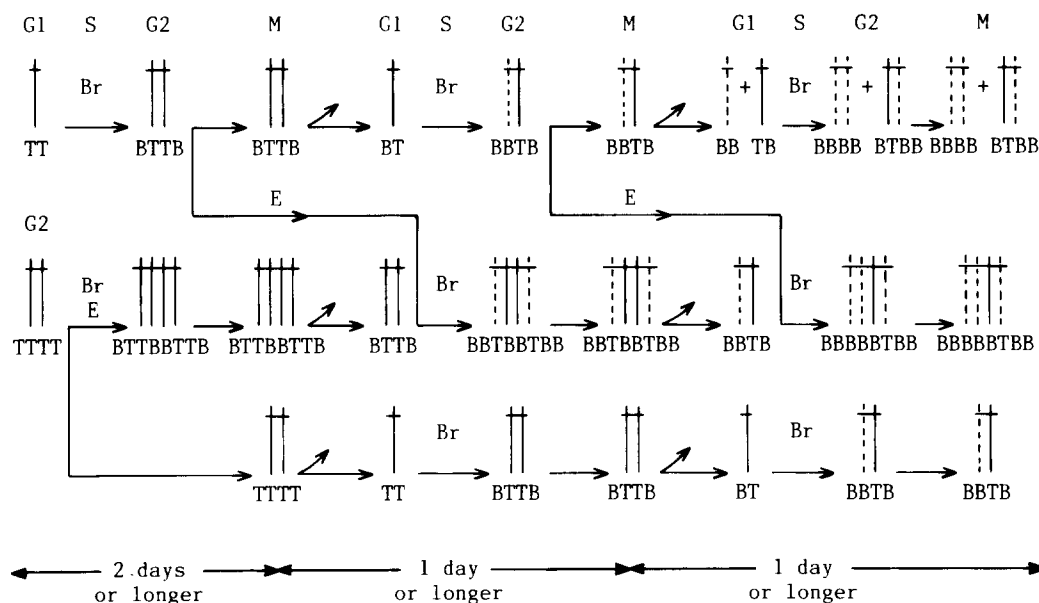 G1 S G2 M G1 S G2 M G1 S G2 M
Br Br + Br + +
TT BTTB BTTB BT BBTB BBTB BB TB BBBB BTBB BBBB BTBB
E E
G2
Br E Br Br
TTTT BTTBBTTB BTTBBTTB BTTB BBTBBTBB BBTBBTBB BBTB BBBBBTBB BBBBBTBB
Br Br
TTTT TT BTTB BTTB BT BBTB BBTB
2 days 1 day 1 day
or longer or longer or longer